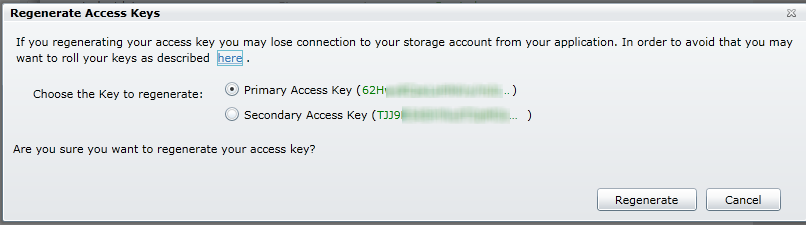 Regenerate Access Keys
If you regenerating your access key you may lose connection to your storage account from your application. In order to avoid that you may
want to roll your keys as described here .
Choose the Key to regenerate:
Primary Access Key (62H ... )
Secondary Access Key (TJJ9 ... )
Are you sure you want to regenerate your access key?
Regenerate
Cancel